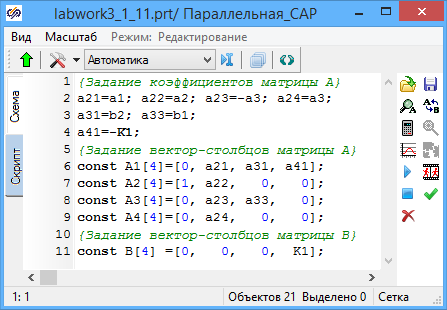 labwork3_1_11.prt/ Параллельная_САР
Вид Масштаб Режим: Редактирование
Автоматика
Схема
Скрипт
1 {Задание коэффициентов матрицы A}
2 a21=a1; a22=a2; a23=-a3; a24=a3;
3 a31=b2; a33=b1;
4 a41=-K1;
5 {Задание вектор-столбцов матрицы A}
6 const A1[4]=[0, a21, a31, a41];
7 const A2[4]=[1, a22, 0, 0];
8 const A3[4]=[0, a23, a33, 0];
9 const A4[4]=[0, a24, 0, 0];
10 {Задание вектор-столбцов матрицы B}
11 const B[4] =[0, 0, 0, K1];
1: 1 Объектов 21 Выделено 0 Сетка